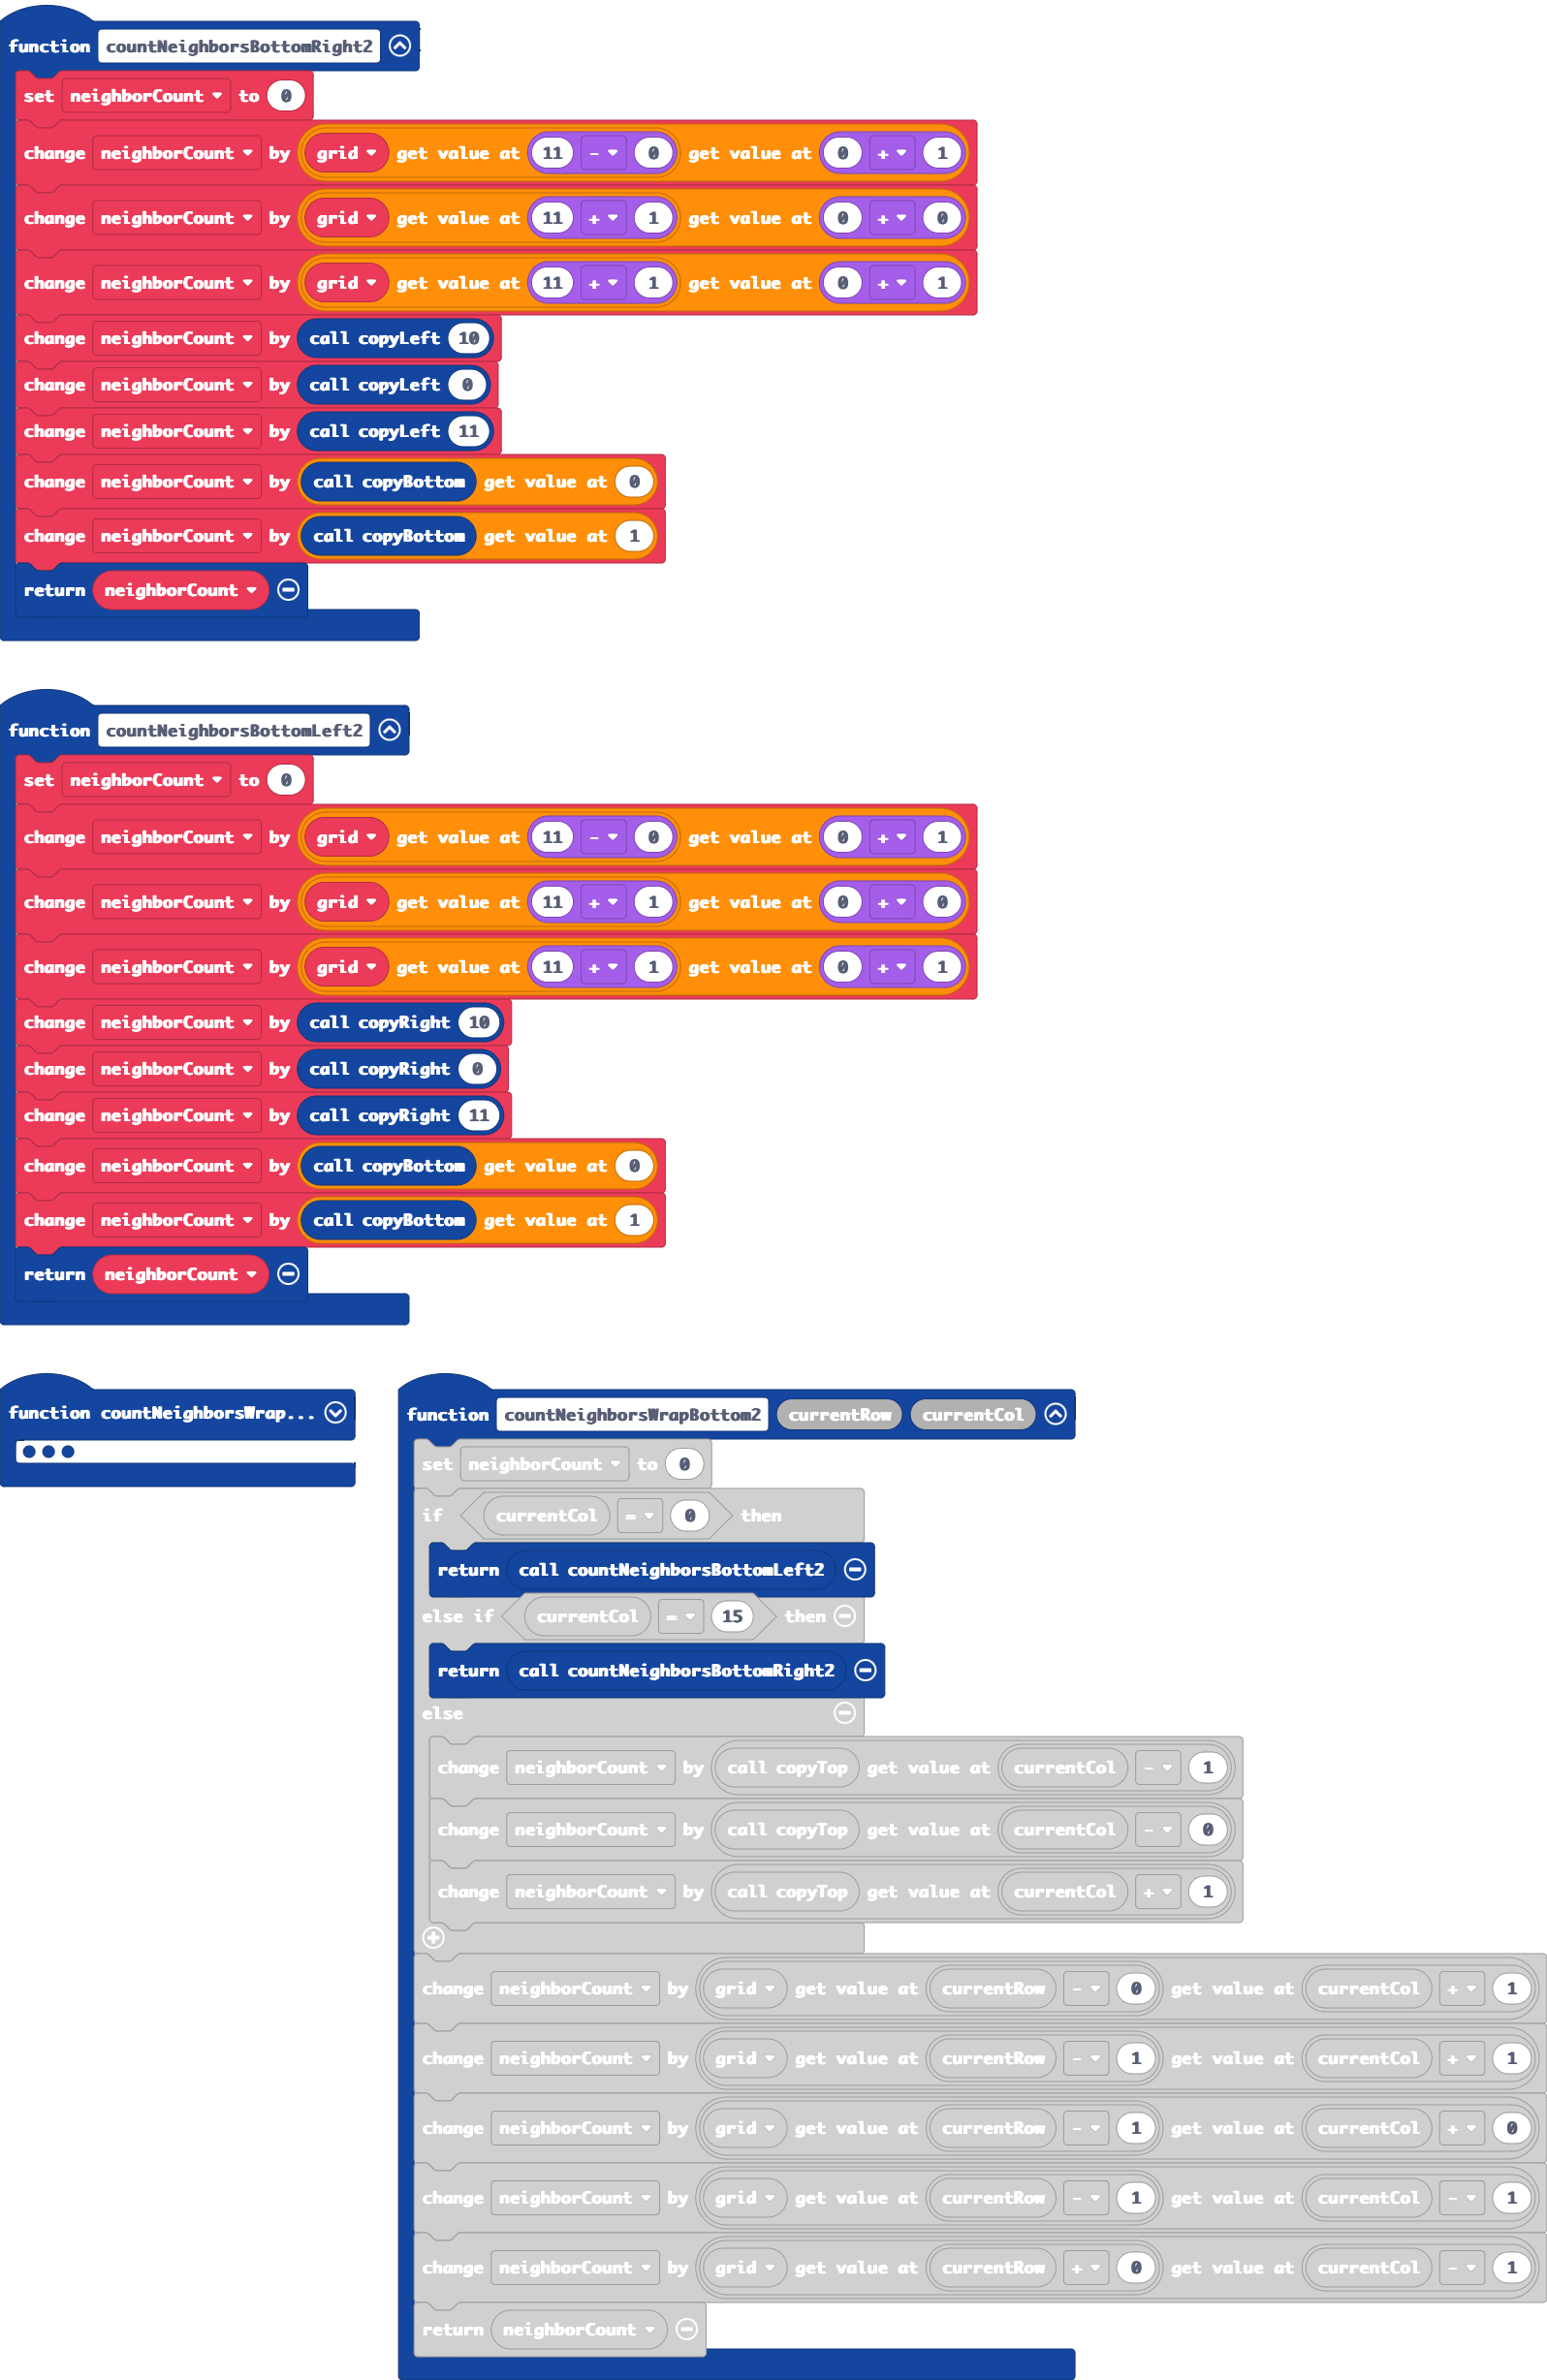 function countNeighborsBottomRight2
set neighborCount to 0
change neighborCount by grid get value at 11 - 0 get value at 0 + 1
change neighborCount by grid get value at 11 + 1 get value at 0 + 0
change neighborCount by grid get value at 11 + 1 get value at 0 + 1
change neighborCount by call copyLeft 10
change neighborCount by call copyLeft 0
change neighborCount by call copyLeft 11
change neighborCount by call copyBottom get value at 0
change neighborCount by call copyBottom get value at 1
return neighborCount
function countNeighborsBottomLeft2
set neighborCount to 0
change neighborCount by grid get value at 11 - 0 get value at 0 + 1
change neighborCount by grid get value at 11 + 1 get value at 0 + 0
change neighborCount by grid get value at 11 + 1 get value at 0 + 1
change neighborCount by call copyRight 10
change neighborCount by call copyRight 0
change neighborCount by call copyRight 11
change neighborCount by call copyBottom get value at 0
change neighborCount by call copyBottom get value at 1
return neighborCount
function countNeighborsWrap...
function countNeighborsWrapBottom2 currentRow currentCol
set neighborCount to 0
if currentCol = 0 then
return call countNeighborsBottomLeft2
else if currentCol = 15 then
return call countNeighborsBottomRight2
else
change neighborCount by call copyTop get value at currentCol - 1
change neighborCount by call copyTop get value at currentCol - 0
change neighborCount by call copyTop get value at currentCol + 1
change neighborCount by grid get value at currentRow - 0 get value at currentCol + 1
change neighborCount by grid get value at currentRow - 1 get value at currentCol + 1
change neighborCount by grid get value at currentRow - 1 get value at currentCol + 0
change neighborCount by grid get value at currentRow - 1 get value at currentCol - 1
change neighborCount by grid get value at currentRow + 0 get value at currentCol - 1
return neighborCount